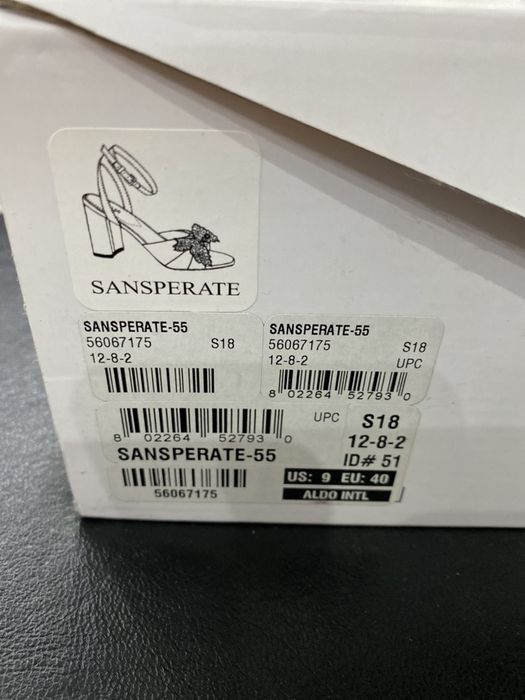 SANSPERATE
SANSPERATE-55
56067175 S18
12-8-2
SANSPERATE-55
56067175 S18
12-8-2 UPC
8 02264 52793 0
UPC S18
8 02264 52793 0
12-8-2
SANSPERATE-55 ID# 51
US: 9 EU: 40
56067175 ALDO INTL